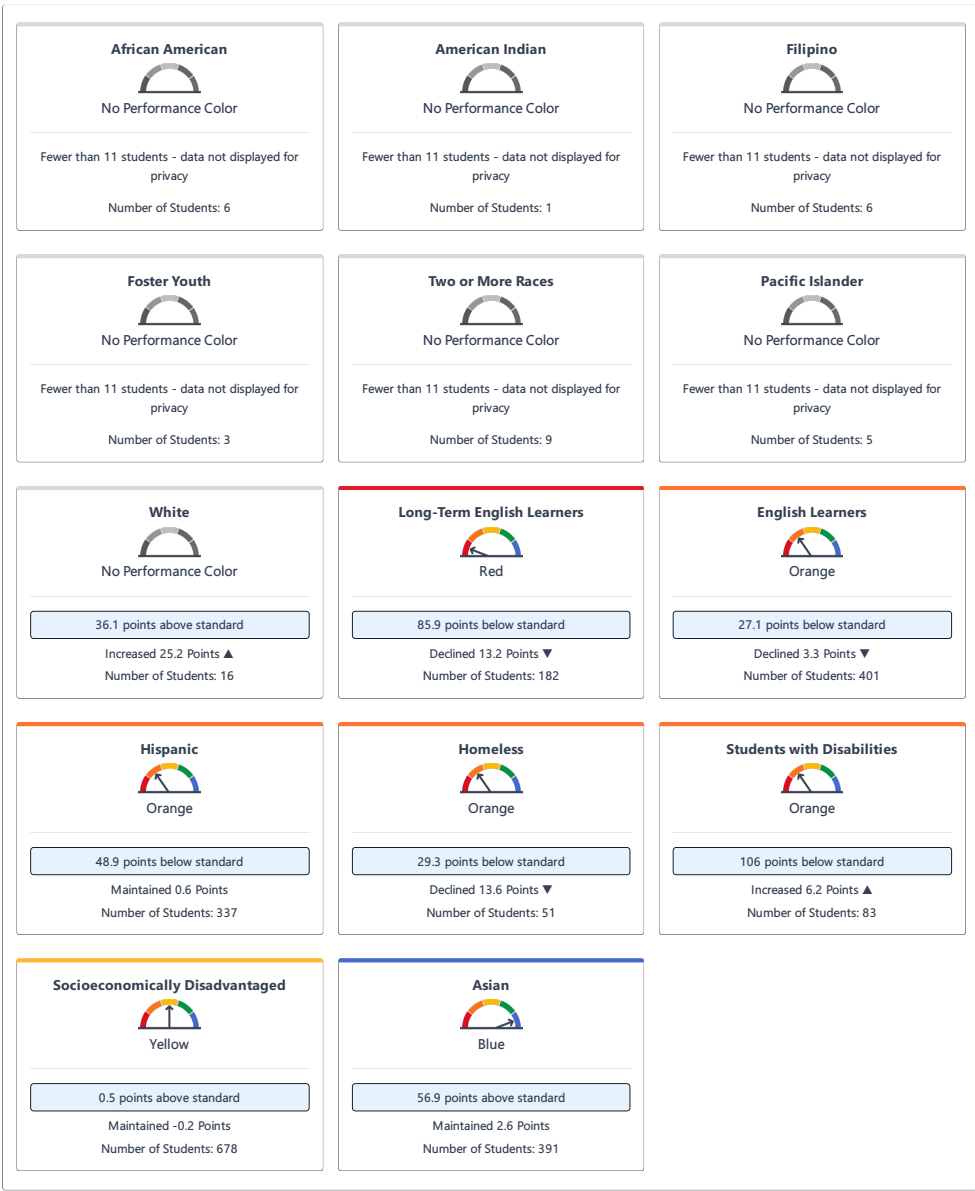 African American
No Performance Color
Fewer than 11 students - data not displayed for
privacy
Number of Students: 6
American Indian
No Performance Color
Fewer than 11 students - data not displayed for
privacy
Number of Students: 1
Filipino
No Performance Color
Fewer than 11 students - data not displayed for
privacy
Number of Students: 6
Foster Youth
No Performance Color
Fewer than 11 students - data not displayed for
privacy
Number of Students: 3
Two or More Races
No Performance Color
Fewer than 11 students - data not displayed for
privacy
Number of Students: 9
Pacific Islander
No Performance Color
Fewer than 11 students - data not displayed for
privacy
Number of Students: 5
White
No Performance Color
36.1 points above standard
Increased 25.2 Points ▲
Number of Students: 16
Long-Term English Learners
Red
85.9 points below standard
Declined 13.2 Points ▼
Number of Students: 182
English Learners
Orange
27.1 points below standard
Declined 3.3 Points ▼
Number of Students: 401
Hispanic
Orange
48.9 points below standard
Maintained 0.6 Points
Number of Students: 337
Homeless
Orange
29.3 points below standard
Declined 13.6 Points ▼
Number of Students: 51
Students with Disabilities
Orange
106 points below standard
Increased 6.2 Points ▲
Number of Students: 83
Socioeconomically Disadvantaged
Yellow
0.5 points above standard
Maintained -0.2 Points
Number of Students: 678
Asian
Blue
56.9 points above standard
Maintained 2.6 Points
Number of Students: 391